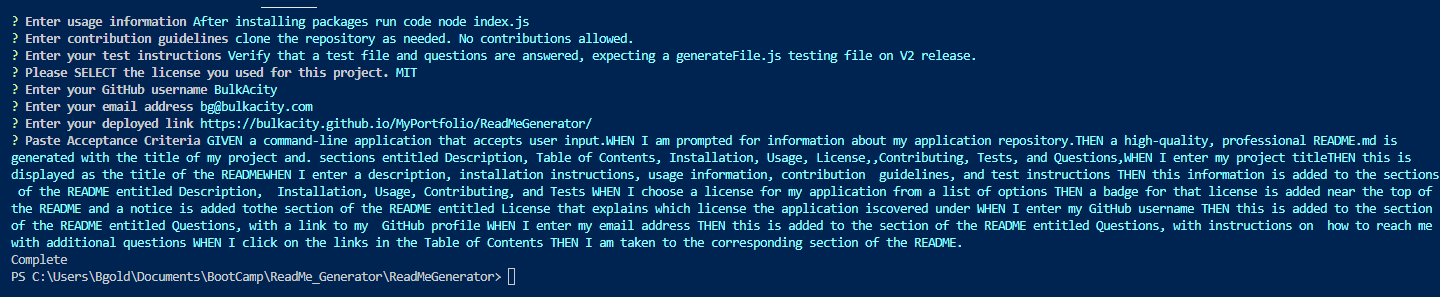 ? Enter usage information After installing packages run code node index.js
? Enter contribution guidelines clone the repository as needed. No contributions allowed.
? Enter your test instructions Verify that a test file and questions are answered, expecting a generateFile.js testing file on V2 release.
? Please SELECT the license you used for this project. MIT
? Enter your GitHub username BulkAcity
? Enter your email address bg@bulkacity.com
? Enter your deployed link https://bulkacity.github.io/MyPortfolio/ReadMeGenerator/
? Paste Acceptance Criteria GIVEN a command-line application that accepts user input.WHEN I am prompted for information about my application repository.THEN a high-quality, professional README.md is
generated with the title of my project and. sections entitled Description, Table of Contents, Installation, Usage, License,,Contributing, Tests, and Questions,WHEN I enter my project titleTHEN this is
displayed as the title of the READMEWHEN I enter a description, installation instructions, usage information, contribution  guidelines, and test instructions THEN this information is added to the sections
 of the README entitled Description,  Installation, Usage, Contributing, and Tests WHEN I choose a license for my application from a list of options THEN a badge for that license is added near the top of
the README and a notice is added tothe section of the README entitled License that explains which license the application iscovered under WHEN I enter my GitHub username THEN this is added to the section
of the README entitled Questions, with a link to my  GitHub profile WHEN I enter my email address THEN this is added to the section of the README entitled Questions, with instructions on  how to reach me
with additional questions WHEN I click on the links in the Table of Contents THEN I am taken to the corresponding section of the README.
Complete
PS C:\Users\Bgold\Documents\BootCamp\ReadMe_Generator\ReadMeGenerator>